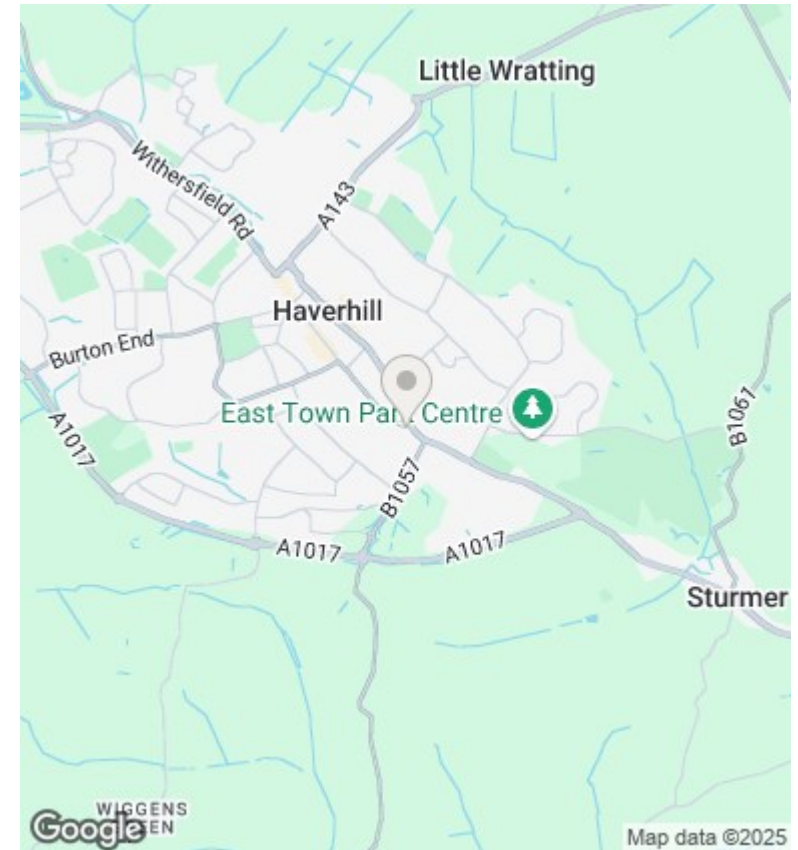 Little Wratting
Withersfield Rd
A143
Haverhill
Burton End
East Town Park Centre
B1061
A1017
B1057
A1017
A1017
Sturmer
WIGGENS
GREEN
Google
Map data ©2025